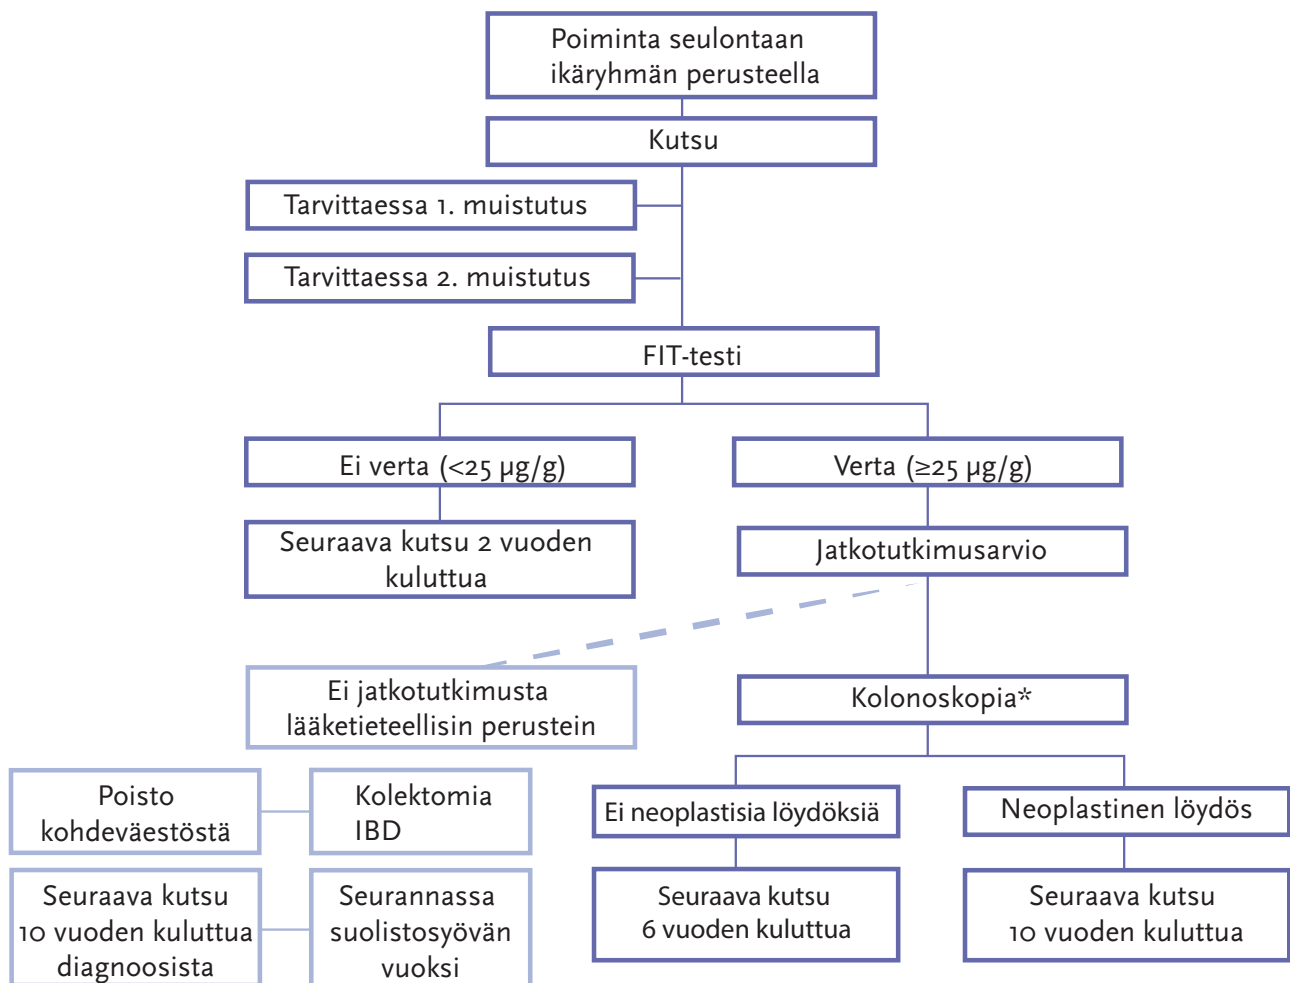 Poiminta seulontaan
ikäryhmän perusteella
Kutsu
Tarvittaessa 1. muistutus
Tarvittaessa 2. muistutus
FIT-testi
Ei verta (<25 µg/g)
Verta (≥25 µg/g)
Seuraava kutsu 2 vuoden
kuluttua
Jatkotutkimusarvio
Ei jatkotutkimusta
lääketieteellisin perustein
Kolonoskopia*
Poisto
kohdeväestöstä
Kolektomia
IBD
Ei neoplastisia löydöksiä
Neoplastinen löydös
Seuraava kutsu
10 vuoden kuluttua
diagnoosista
Seurannassa
suolistosyövän
vuoksi
Seuraava kutsu
6 vuoden kuluttua
Seuraava kutsu
10 vuoden kuluttua